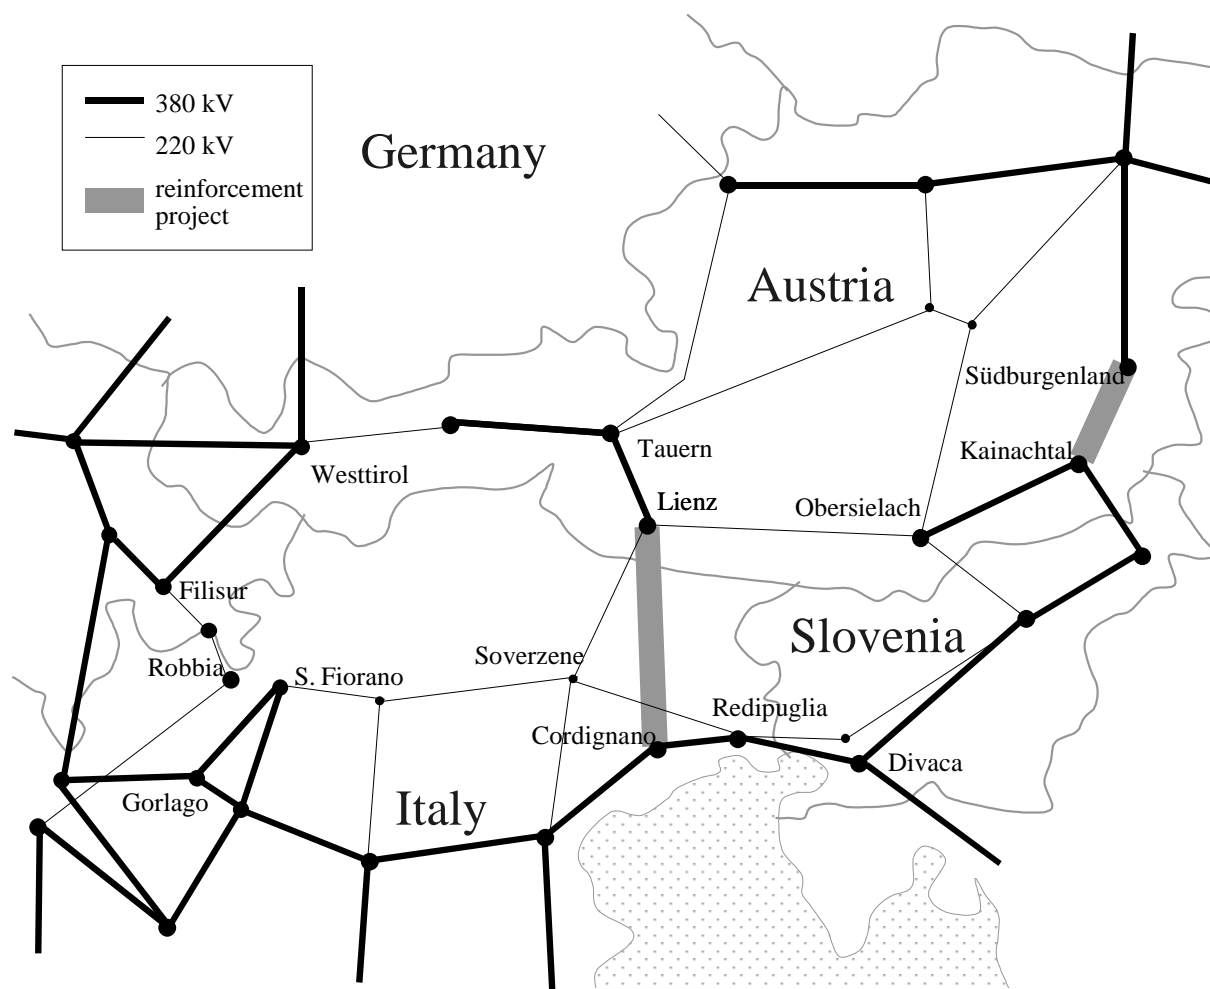 380 kV
220 kV
reinforcement
project
Germany
Austria
Südburgenland
Tauern
Kainachtal
Westtirol
Lienz
Obersielach
Filisur
Slovenia
Soverzene
Robbia
S. Fiorano
Redipuglia
Cordignano
Divaca
Gorlago
Italy